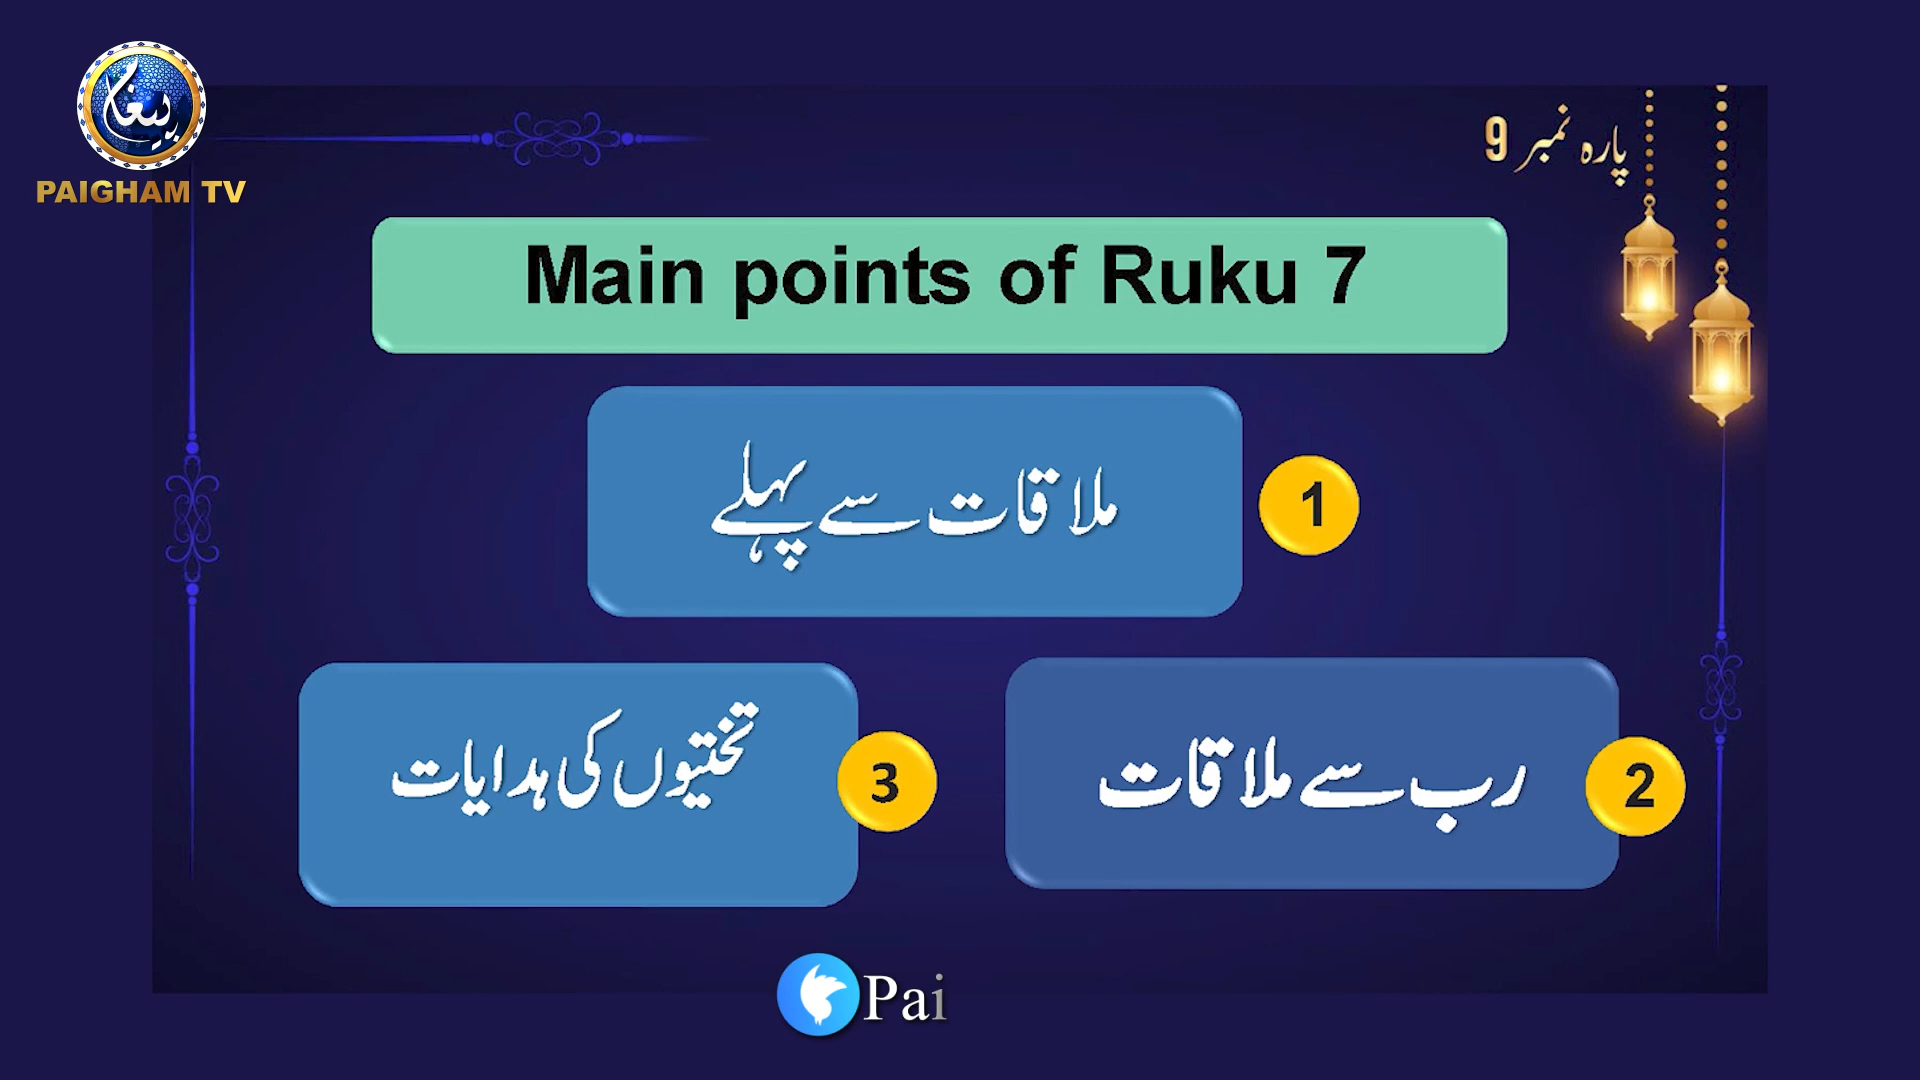 پیغام
PAIGHAM TV
پارہ نمبر 9
Main points of Ruku 7
ملاقات سے پہلے
1
رب سے ملاقات
2
تختیوں کی ہدایات
3
Pai